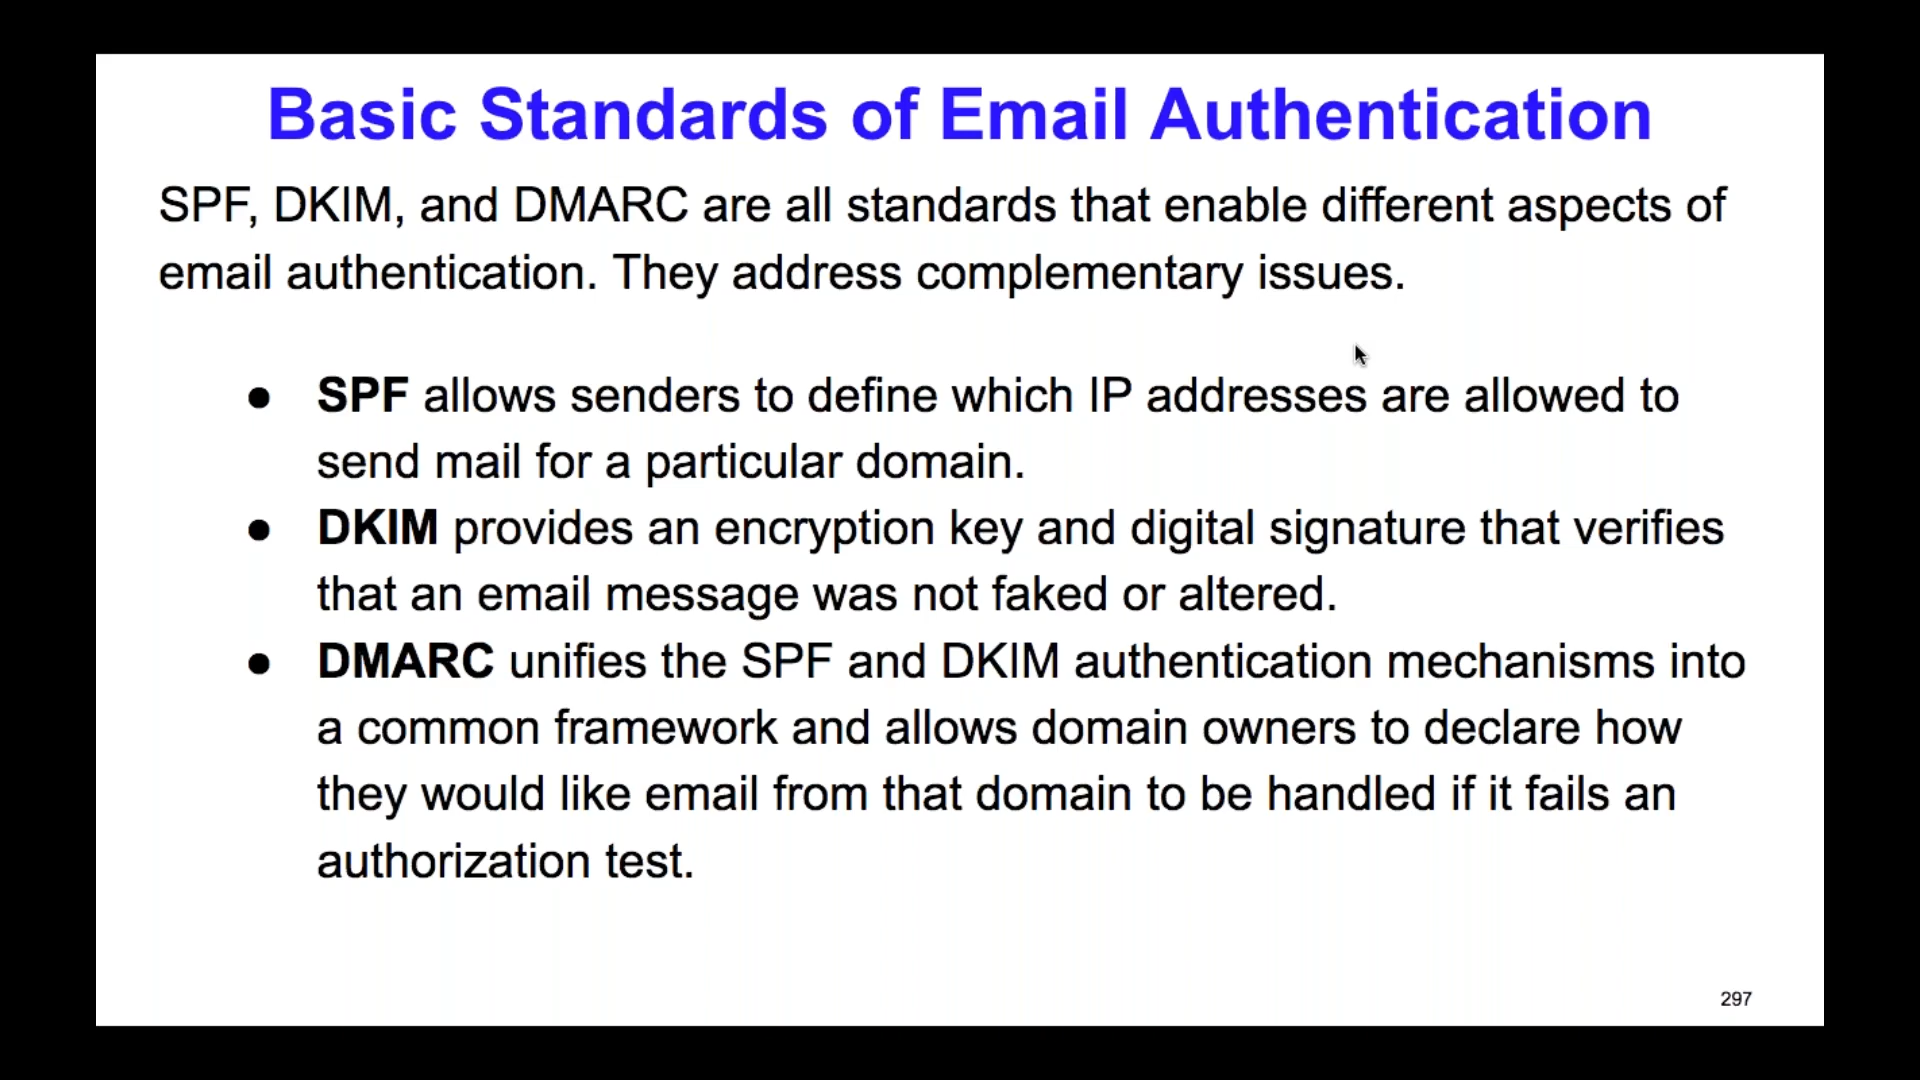 Basic Standards of Email Authentication
SPF, DKIM, and DMARC are all standards that enable different aspects of
email authentication. They address complementary issues.
● SPF allows senders to define which IP addresses are allowed to
send mail for a particular domain.
● DKIM provides an encryption key and digital signature that verifies
that an email message was not faked or altered.
● DMARC unifies the SPF and DKIM authentication mechanisms into
a common framework and allows domain owners to declare how
they would like email from that domain to be handled if it fails an
authorization test.
297